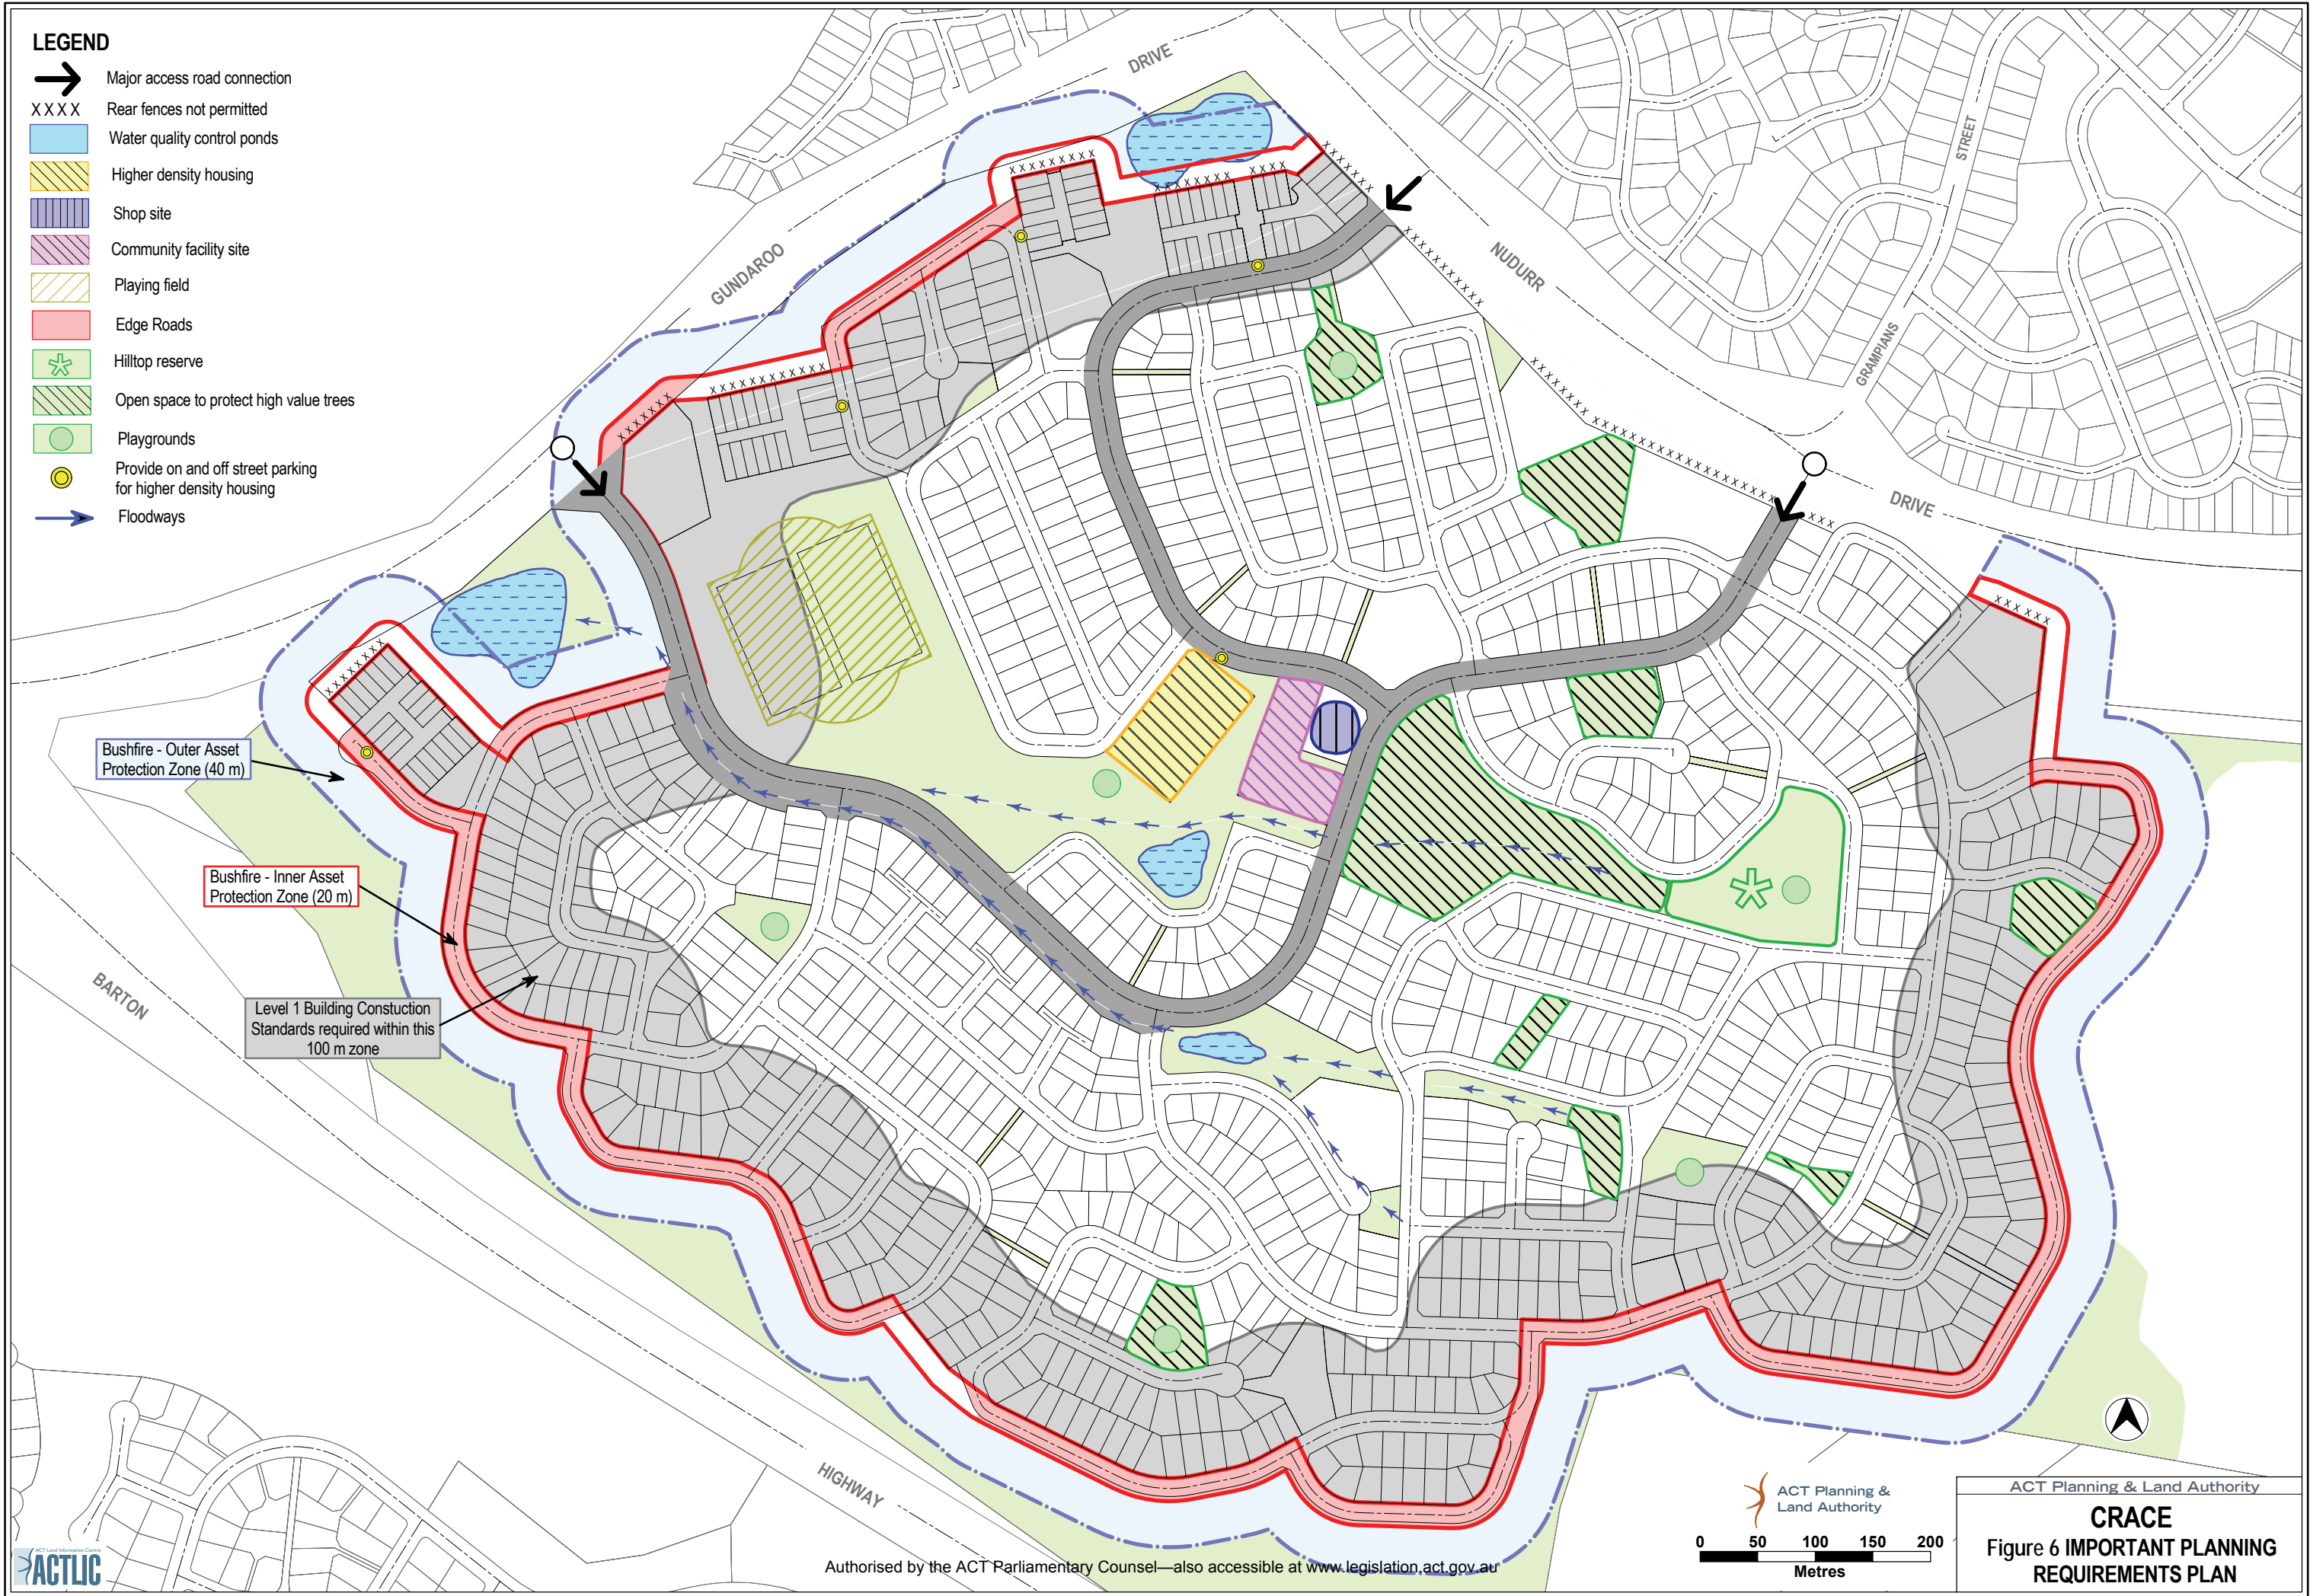 LEGEND
Major access road connection
XXXX Rear fences not permitted
Water quality control ponds
Higher density housing
Shop site
Community facility site
Playing field
Edge Roads
Hilltop reserve
Open space to protect high value trees
Playgrounds
Provide on and off street parking
for higher density housing
Floodways
DRIVE
GUNDAROO
NUDURR
STREET
GRAMPIANS
DRIVE
Bushfire - Outer Asset
Protection Zone (40 m)
Bushfire - Inner Asset
Protection Zone (20 m)
Level 1 Building Constuction
Standards required within this
100 m zone
BARTON
HIGHWAY
ACT Land Information Centre
ACTLIC
Authorised by the ACT Parliamentary Counsel—also accessible at www.legislation.act.gov.au
ACT Planning &
Land Authority
0 50 100 150 200
Metres
ACT Planning & Land Authority
CRACE
Figure 6 IMPORTANT PLANNING
REQUIREMENTS PLAN